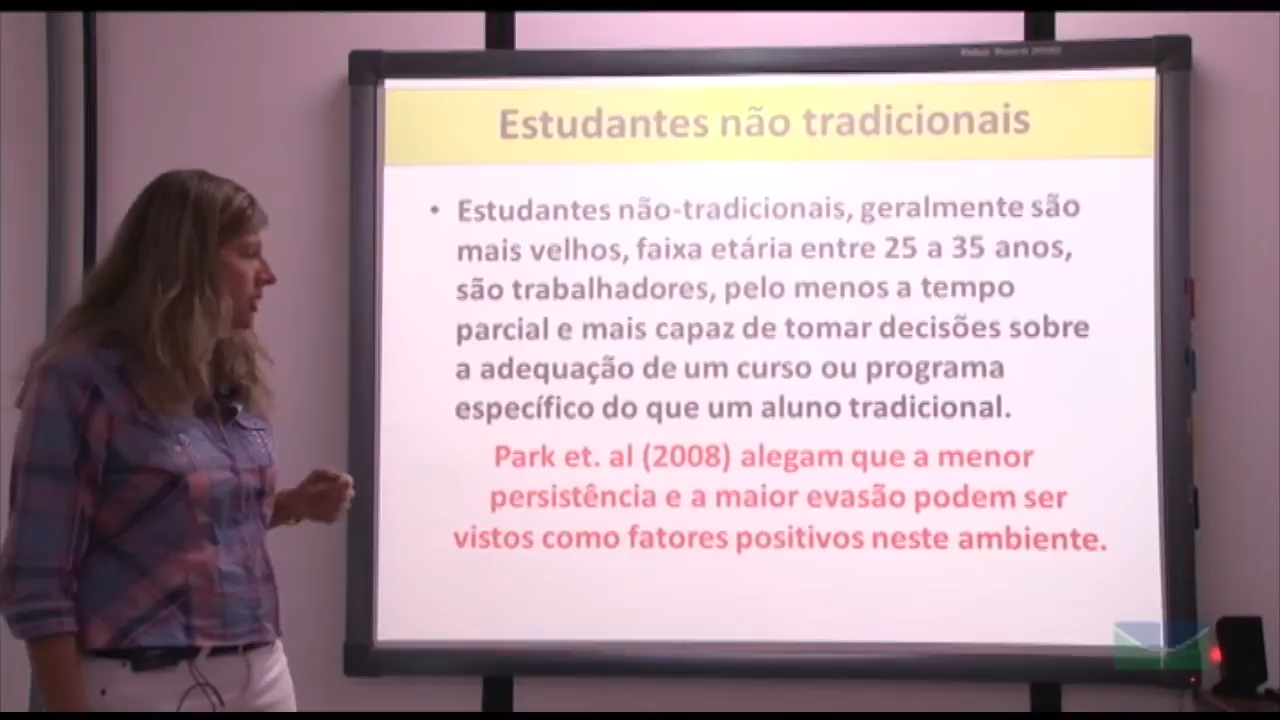 Estudantes não tradicionais
• Estudantes não-tradicionais, geralmente são
mais velhos, faixa etária entre 25 a 35 anos,
são trabalhadores, pelo menos a tempo
parcial e mais capaz de tomar decisões sobre
a adequação de um curso ou programa
específico do que um aluno tradicional.
Park et. al (2008) alegam que a menor
persistência e a maior evasão podem ser
vistos como fatores positivos neste ambiente.